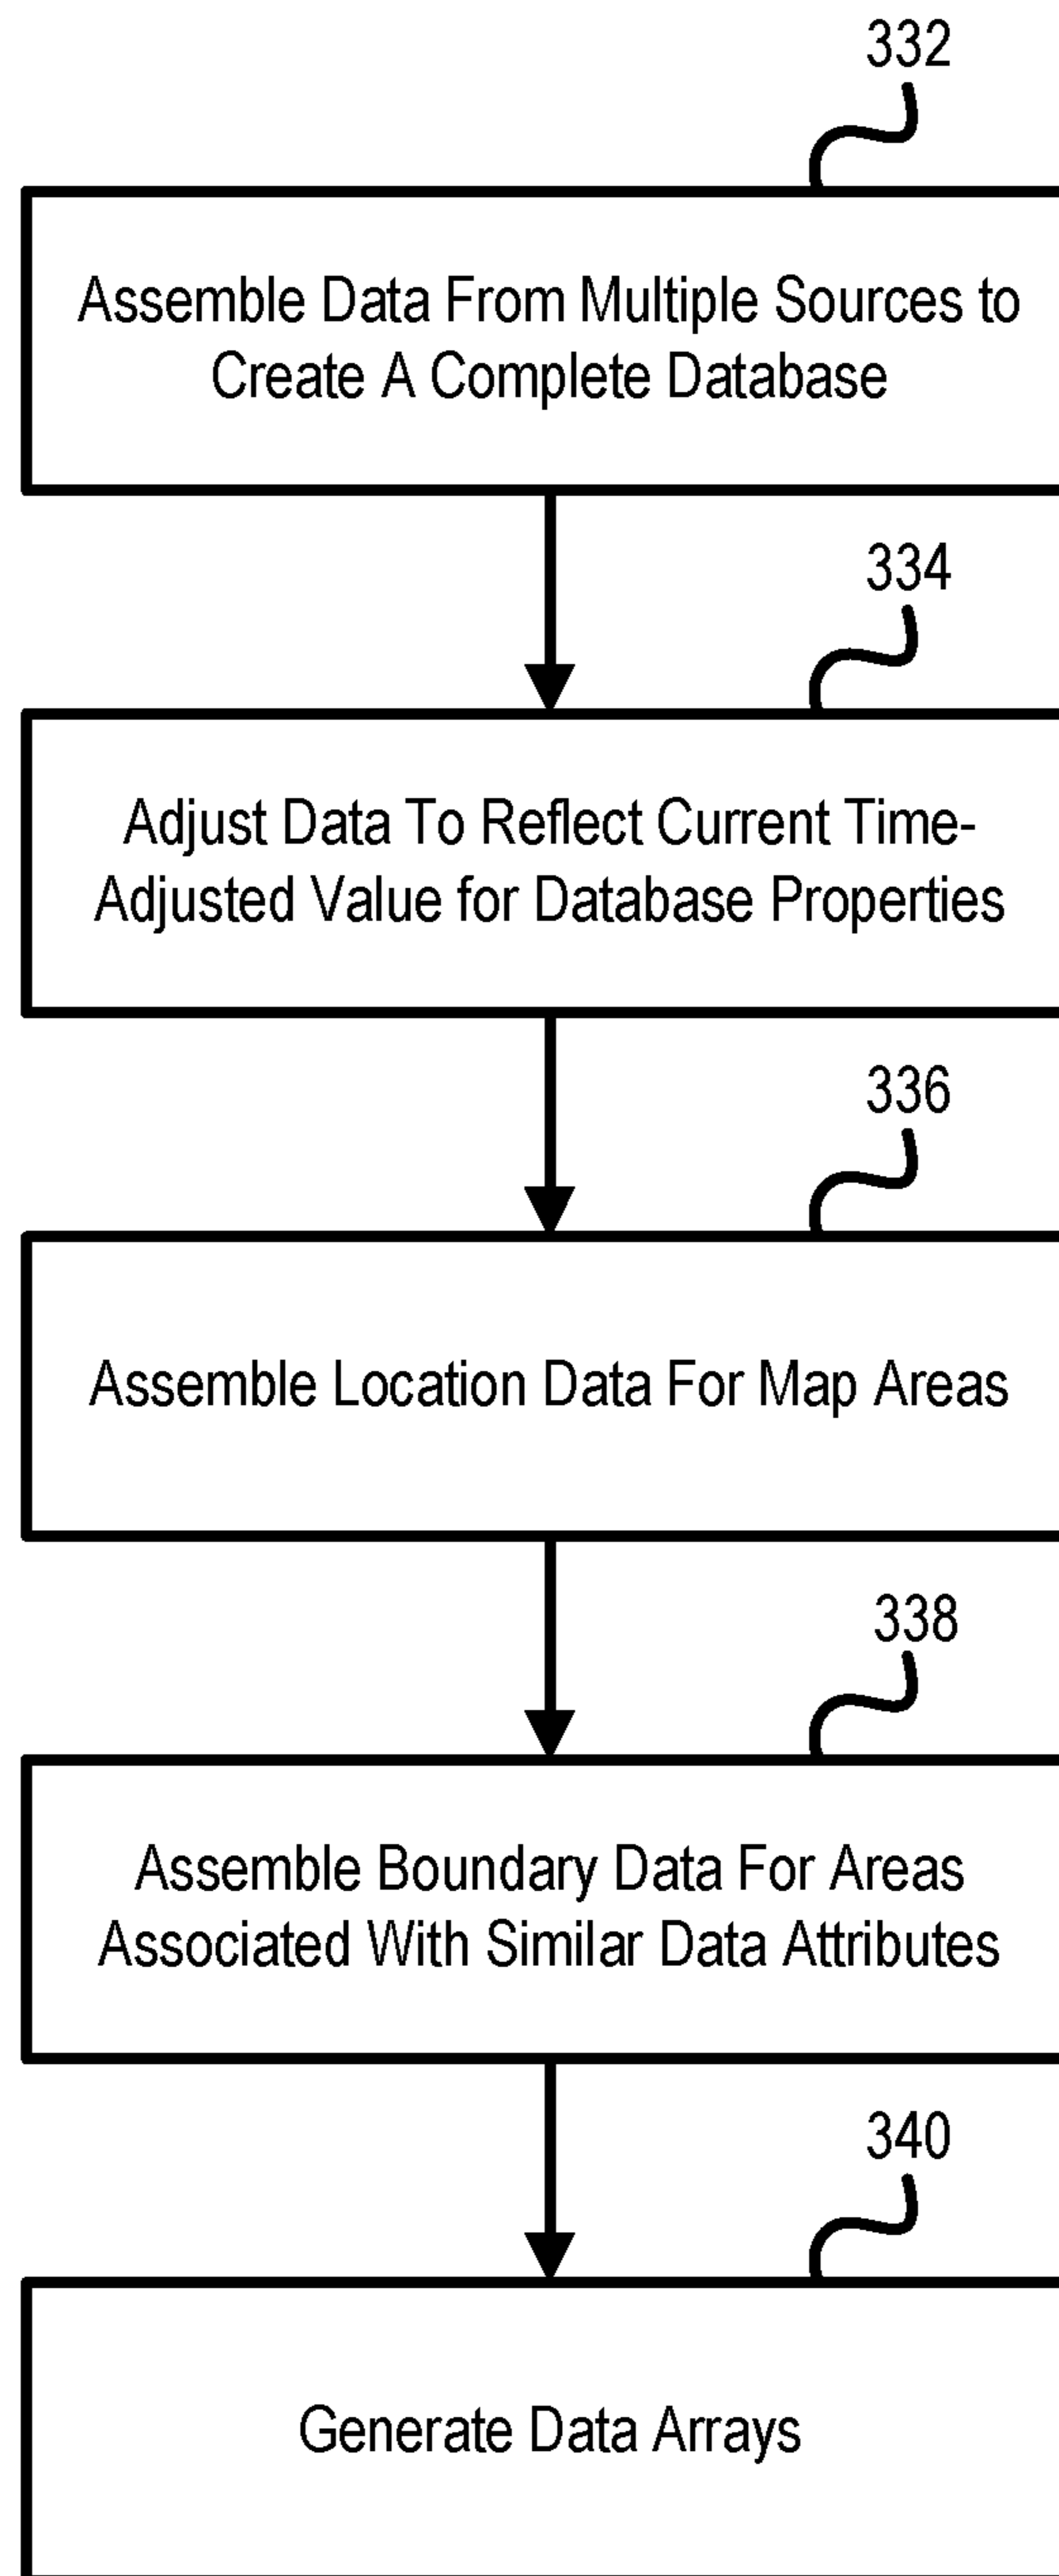 332
Assemble Data From Multiple Sources to
Create A Complete Database
334
Adjust Data To Reflect Current Time-
Adjusted Value for Database Properties
336
Assemble Location Data For Map Areas
338
Assemble Boundary Data For Areas
Associated With Similar Data Attributes
340
Generate Data Arrays